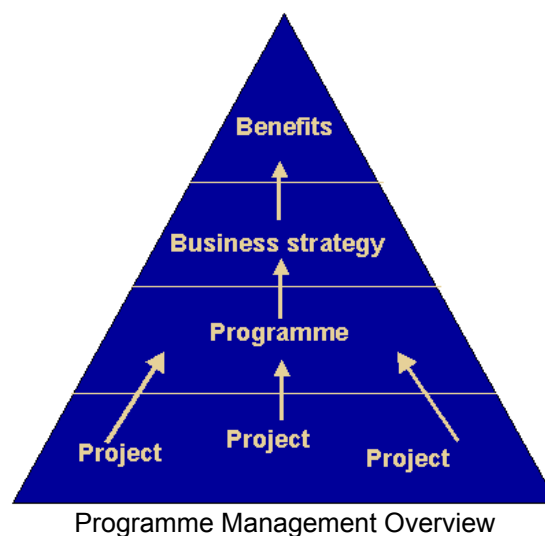 Benefits
Business strategy
Programme
Project
Project
Project
Programme Management Overview